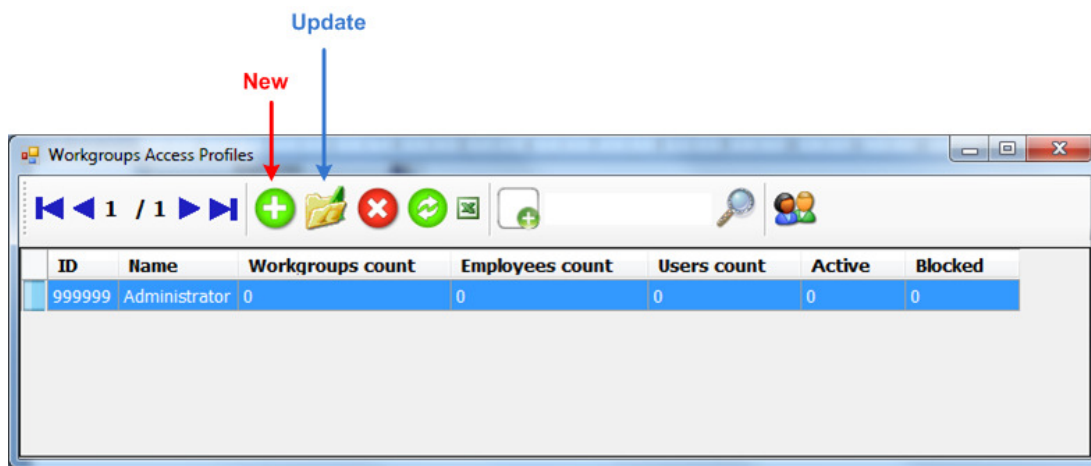 Update
New
Workgroups Access Profiles
1 / 1
ID Name Workgroups count Employees count Users count Active Blocked
999999 Administrator 0 0 0 0 0